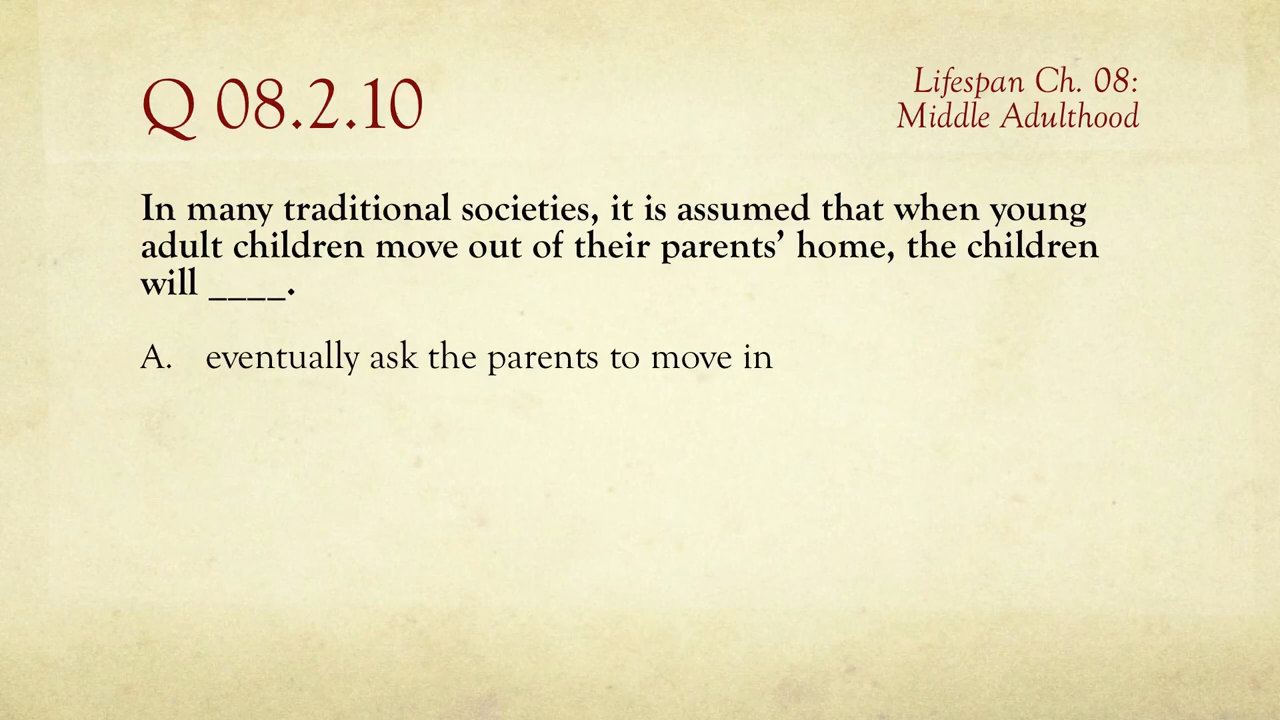 Q 08.2.10
Lifespan Ch. 08:
Middle Adulthood
In many traditional societies, it is assumed that when young
adult children move out of their parents’ home, the children
will ____.
A. eventually ask the parents to move in